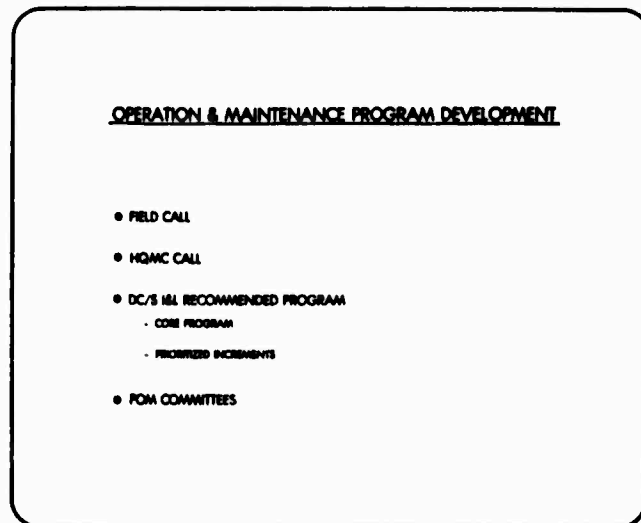 OPERATION & MAINTENANCE PROGRAM DEVELOPMENT
• FIELD CALL
• HQMC CALL
• DC/S I&L RECOMMENDED PROGRAM
- CORE PROGRAM
- PRIORITIZED INCREMENTS
• POM COMMITTEES